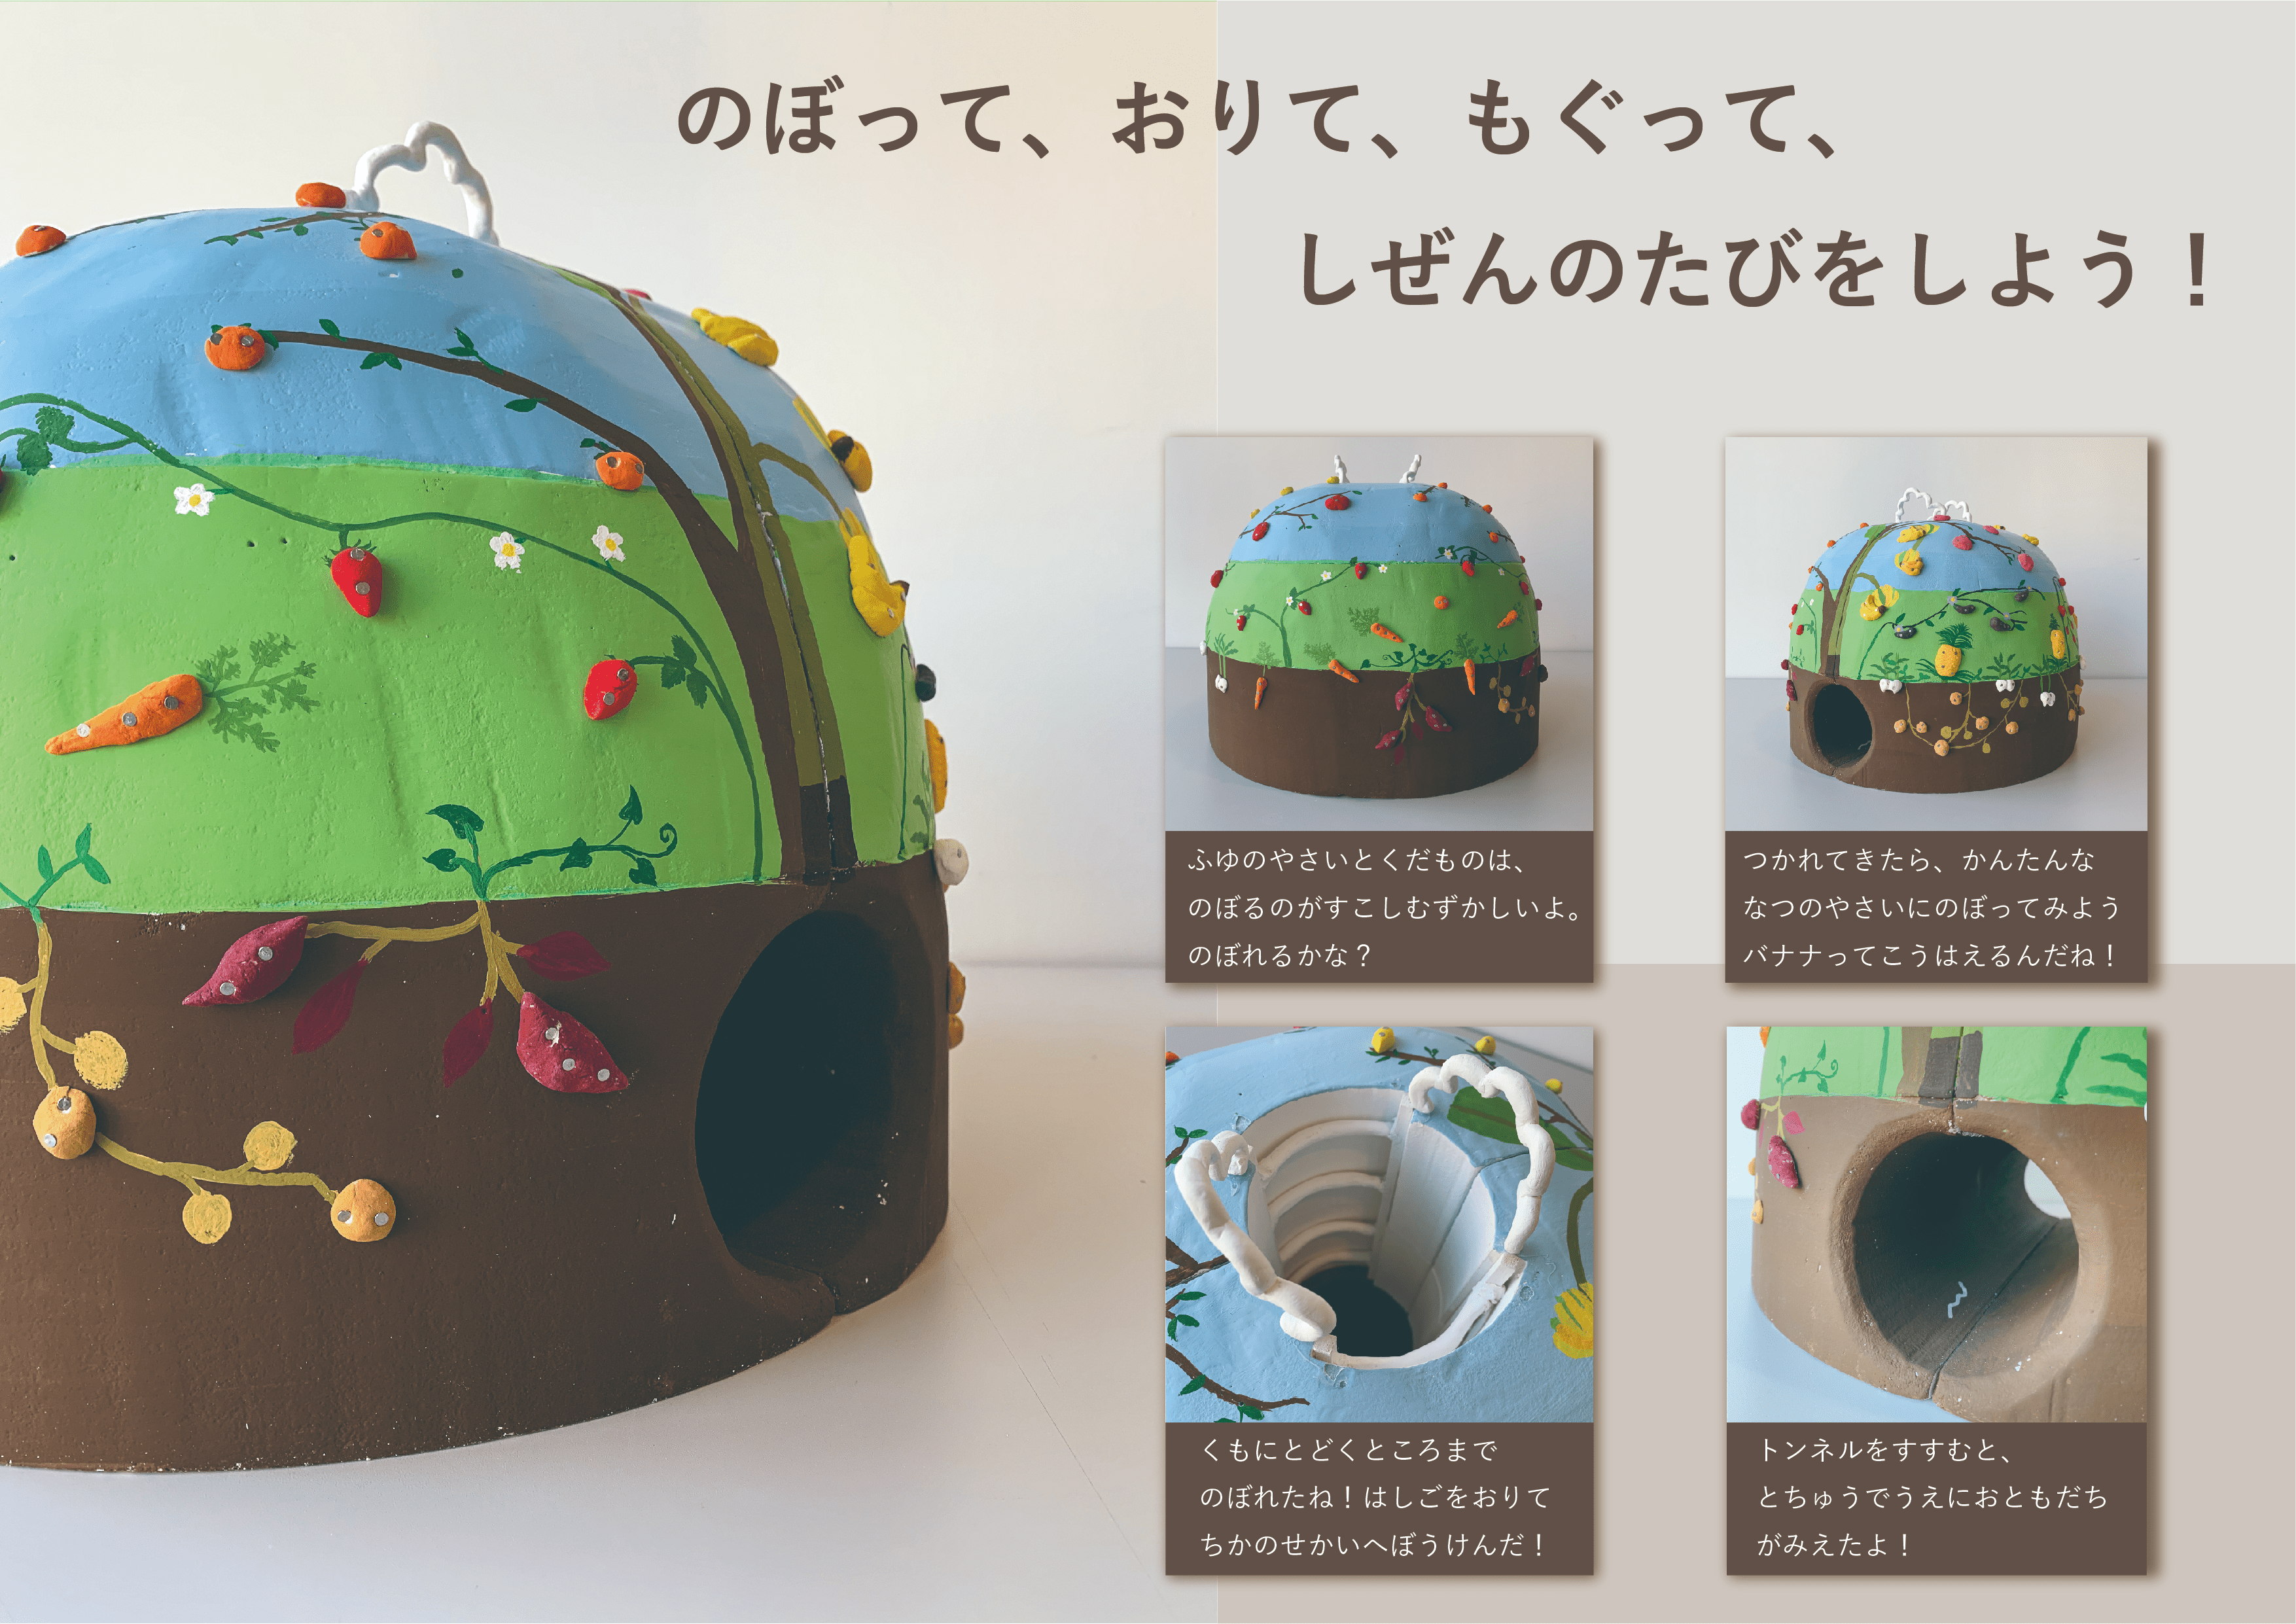 のぼって、おりて、もぐって、
しぜんのたびをしよう！
ふゆのやさいとくだものは、
のぼるのがすこしむずかしいよ。
のぼれるかな？
つかれてきたら、かんたんな
なつのやさいにのぼってみよう
バナナってこうはえるんだね！
くもにとどくところまで
のぼれたね！はしごをおりて
ちかのせかいへぼうけんだ！
トンネルをすすむと、
とちゅうでうえにおともだち
がみえたよ！